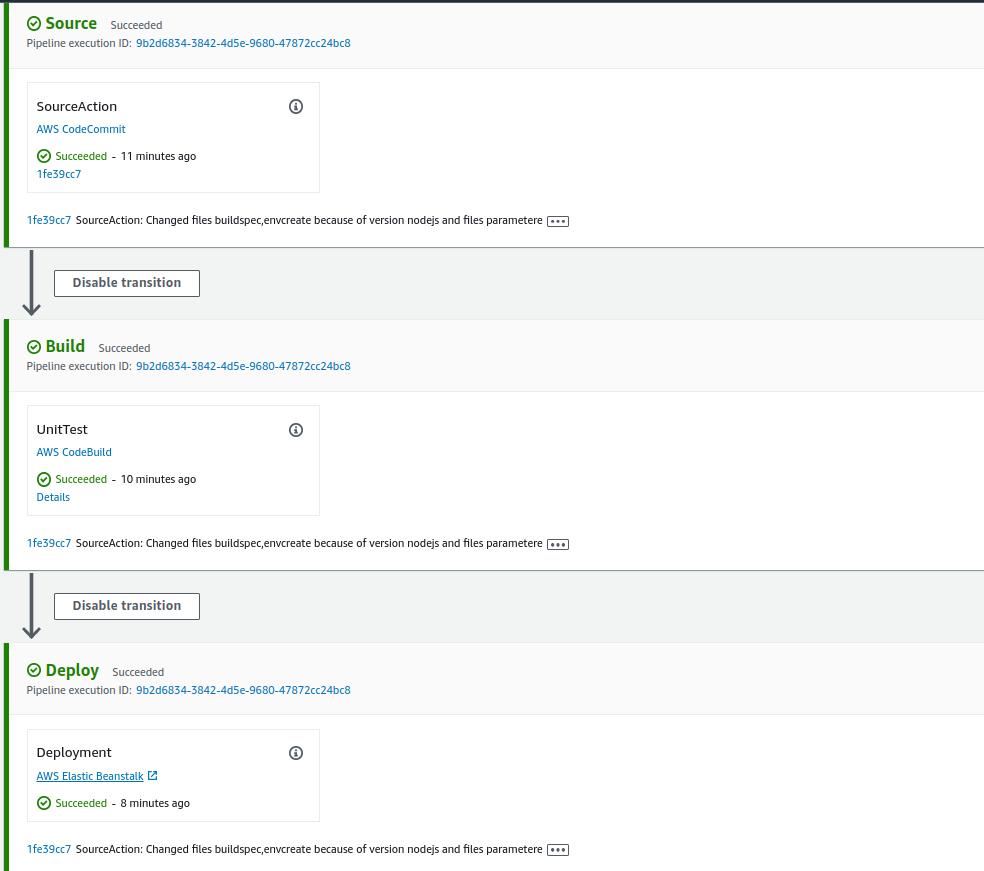 Source Succeeded
Pipeline execution ID: 9b2d6834-3842-4d5e-9680-47872cc24bc8
SourceAction
AWS CodeCommit
Succeeded - 11 minutes ago
1fe39cc7
1fe39cc7 SourceAction: Changed files buildspec,envcreate because of version nodejs and files parametere
Disable transition
Build Succeeded
Pipeline execution ID: 9b2d6834-3842-4d5e-9680-47872cc24bc8
UnitTest
AWS CodeBuild
Succeeded - 10 minutes ago
Details
1fe39cc7 SourceAction: Changed files buildspec,envcreate because of version nodejs and files parametere
Disable transition
Deploy Succeeded
Pipeline execution ID: 9b2d6834-3842-4d5e-9680-47872cc24bc8
Deployment
AWS Elastic Beanstalk
Succeeded - 8 minutes ago
1fe39cc7 SourceAction: Changed files buildspec,envcreate because of version nodejs and files parametere